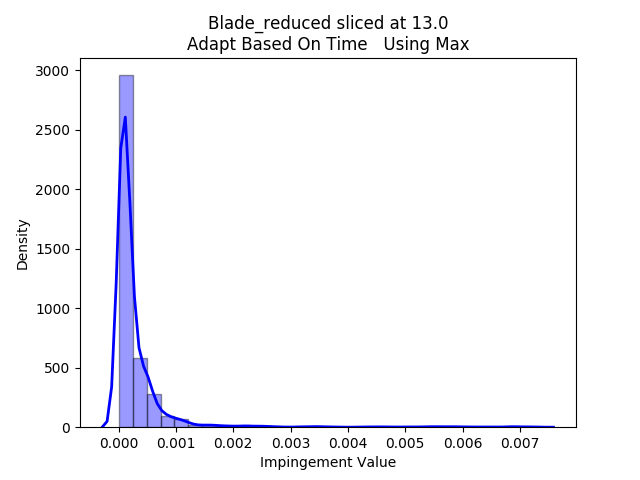 Blade_reduced sliced at 13.0
Adapt Based On Time   Using Max
3000
2500
2000
1500
1000
500
0
Density
0.000 0.001 0.002 0.003 0.004 0.005 0.006 0.007
Impingement Value